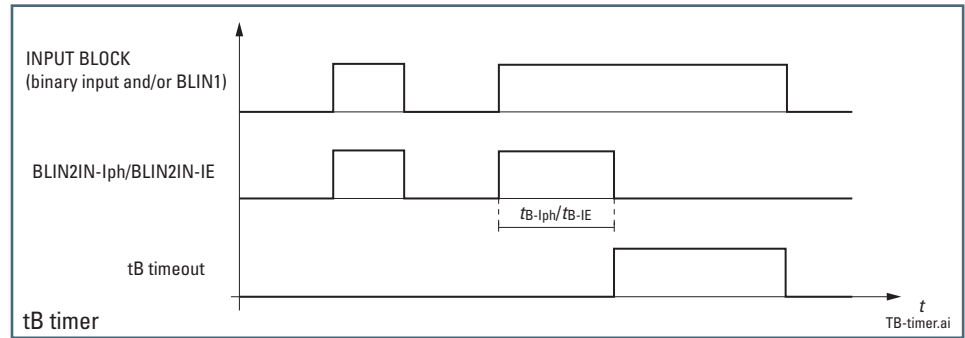 INPUT BLOCK
(binary input and/or BLIN1)
BLIN2IN-Iph/BLIN2IN-IE
tB-Iph/tB-IE
tB timeout
t
tB timer
TB-timer.ai